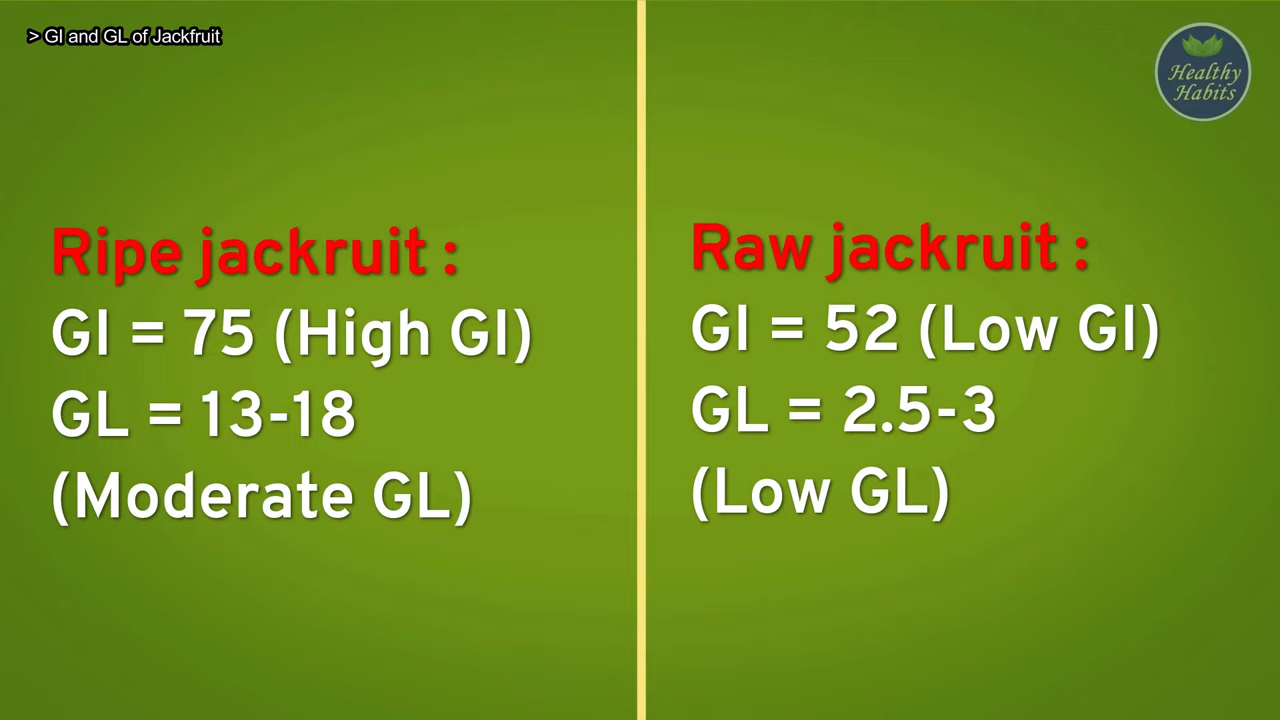 > GI and GL of Jackfruit
Healthy
Habits
Ripe jackruit :
GI = 75 (High GI)
GL = 13-18
(Moderate GL)
Raw jackruit :
GI = 52 (Low GI)
GL = 2.5-3
(Low GL)